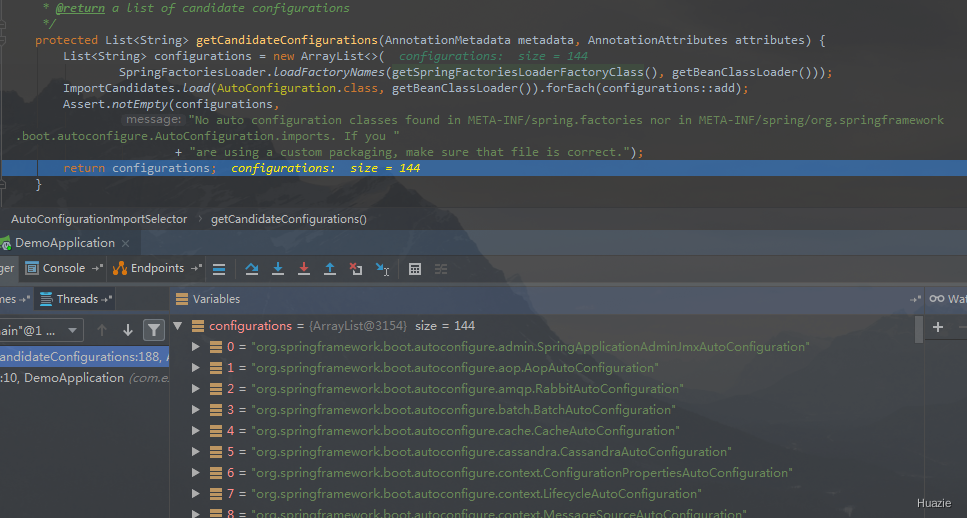 * @return a list of candidate configurations
*/
protected List<String> getCandidateConfigurations(AnnotationMetadata metadata, AnnotationAttributes attributes) {
List<String> configurations = new ArrayList<>( configurations: size = 144
SpringFactoriesLoader.loadFactoryNames(getSpringFactoriesLoaderFactoryClass(), getBeanClassLoader()));
ImportCandidates.load(AutoConfiguration.class, getBeanClassLoader()).forEach(configurations::add);
Assert.notEmpty(configurations,
message: "No auto configuration classes found in META-INF/spring.factories nor in META-INF/spring/org.springframework
.boot.autoconfigure.AutoConfiguration.imports. If you "
+ "are using a custom packaging, make sure that file is correct.");
return configurations; configurations: size = 144
}
AutoConfigurationImportSelector > getCandidateConfigurations()
DemoApplication ×
ger Console Endpoints
mes Threads Variables Wat
ain"@1 ...
configurations = {ArrayList@3154} size = 144
andidateConfigurations:188, A
:10, DemoApplication (com.e
0 = "org.springframework.boot.autoconfigure.admin.SpringApplicationAdminJmxAutoConfiguration"
1 = "org.springframework.boot.autoconfigure.aop.AopAutoConfiguration"
2 = "org.springframework.boot.autoconfigure.amqp.RabbitAutoConfiguration"
3 = "org.springframework.boot.autoconfigure.batch.BatchAutoConfiguration"
4 = "org.springframework.boot.autoconfigure.cache.CacheAutoConfiguration"
5 = "org.springframework.boot.autoconfigure.cassandra.CassandraAutoConfiguration"
6 = "org.springframework.boot.autoconfigure.context.ConfigurationPropertiesAutoConfiguration"
7 = "org.springframework.boot.autoconfigure.context.LifecycleAutoConfiguration"
8 = "org.springframework.boot.autoconfigure.context.MessageSourceAutoConfiguration"
Huazie